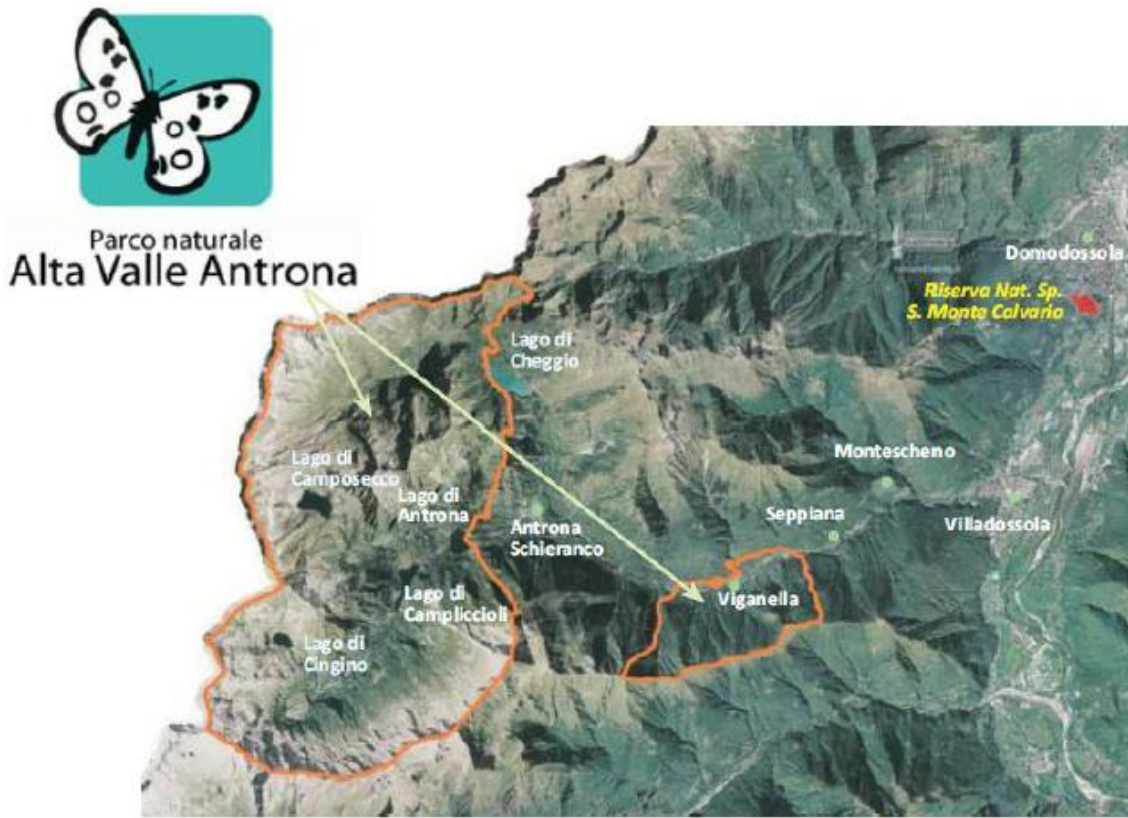 Parco naturale
Alta Valle Antrona
Domodossola
Riserva Nat. Sp.
S. Monte Calvario
Lago di
Cheggio
Montescheno
Lago di
Camposecco
Lago di
Antrona
Seppiana
Villadossola
Antrona
Schieranco
Lago di
Campliccioli
Viganella
Lago di
Cingino